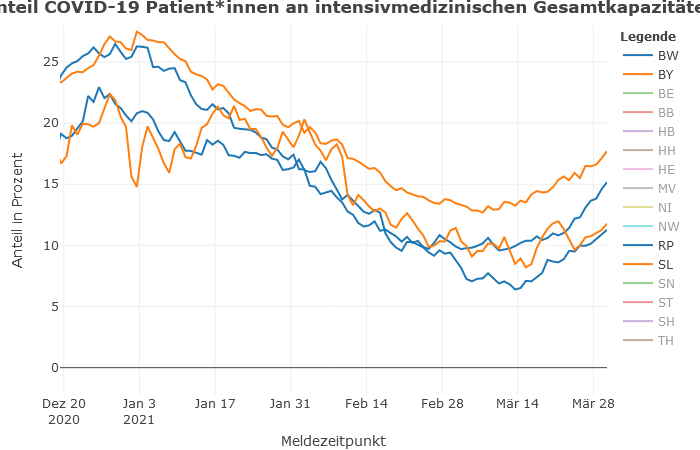 nteil COVID-19 Patient*innen an intensivmedizinischen Gesamtkapazitäte
Legende
BW
BY
BE
BB
HB
HH
HE
MV
NI
NW
RP
SL
SN
ST
SH
TH
Anteil in Prozent
25
20
15
10
5
0
Dez 20
2020
Jan 3
2021
Jan 17
Jan 31
Feb 14
Feb 28
Mär 14
Mär 28
Meldezeitpunkt